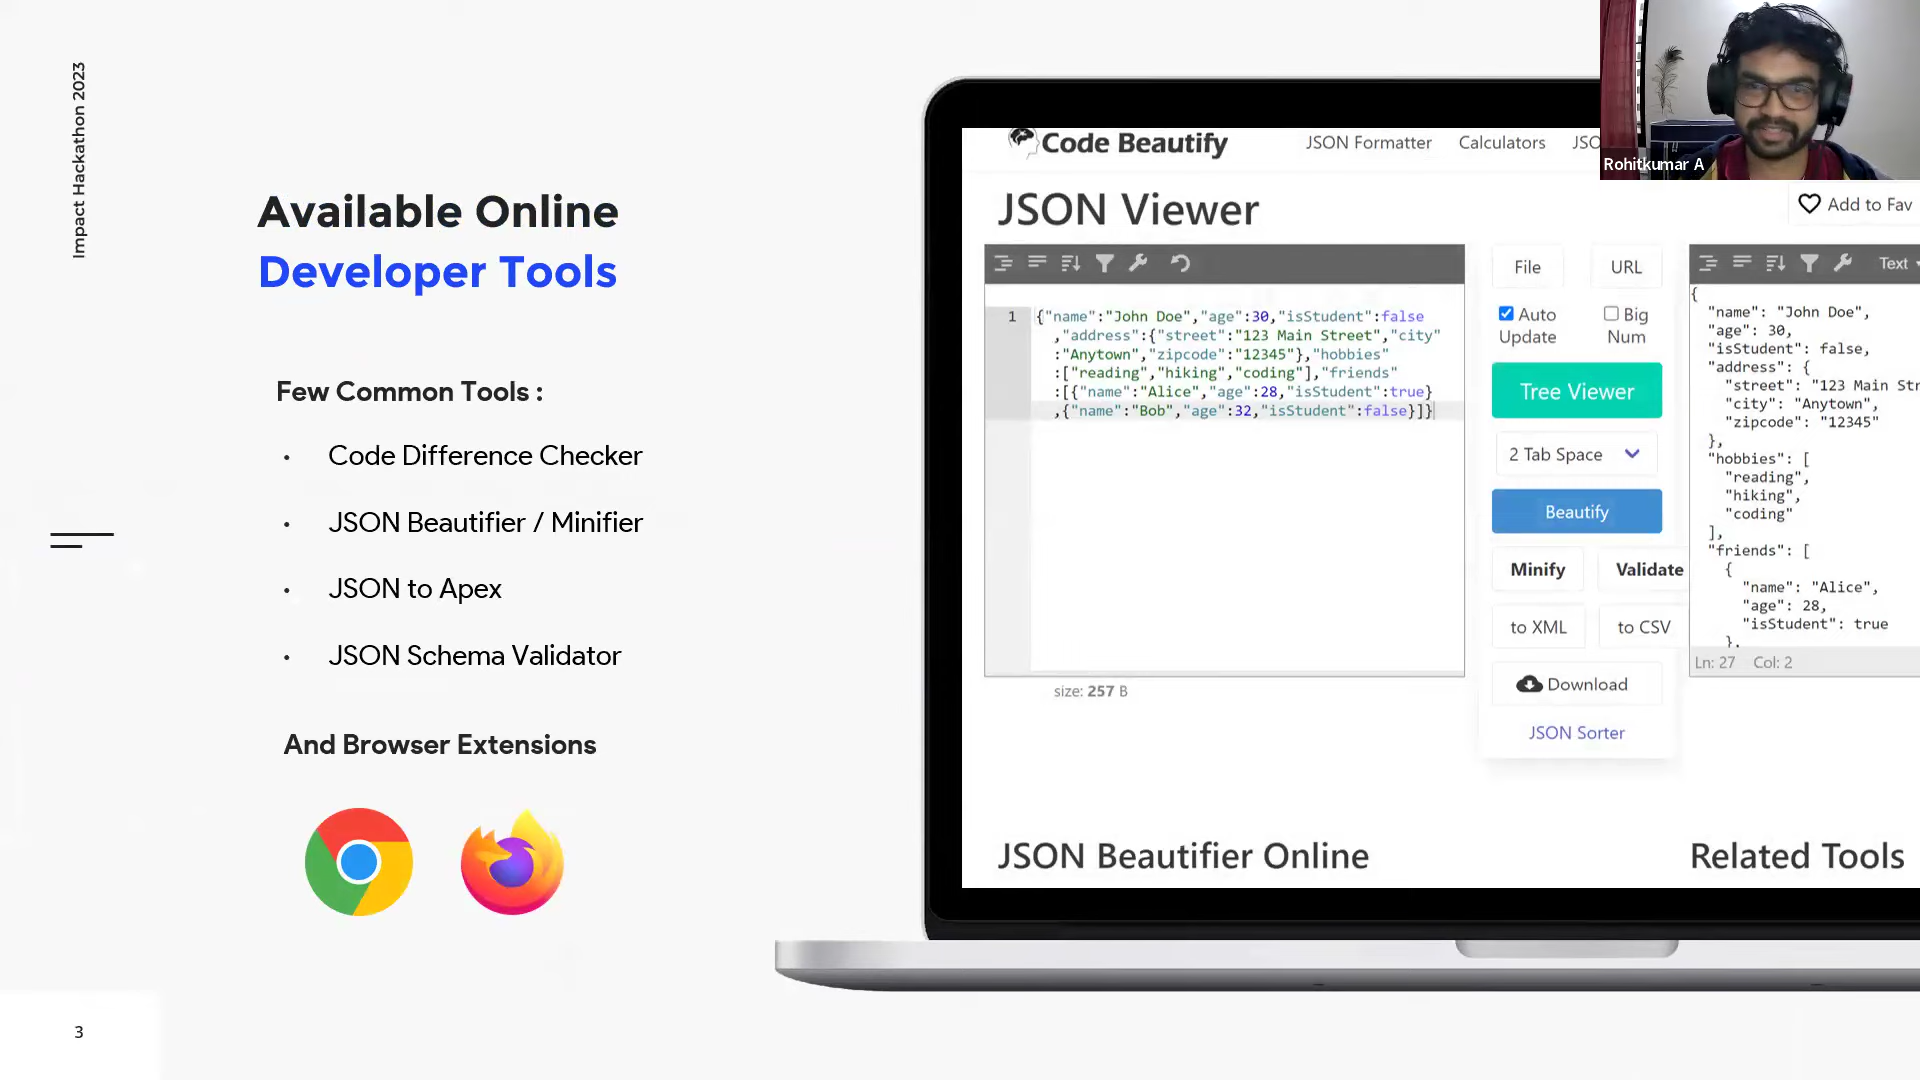 Impact Hackathon 2023
Available Online
Developer Tools
Few Common Tools :
• Code Difference Checker
• JSON Beautifier / Minifier
• JSON to Apex
• JSON Schema Validator
And Browser Extensions
3
Code Beautify
JSON Formatter
Calculators
JSO
Rohitkumar A
JSON Viewer
Add to Fav
1
{"name":"John Doe","age":30,"isStudent":false
,"address":{"street":"123 Main Street","city"
:"Anytown","zipcode":"12345"},"hobbies"
:["reading","hiking","coding"],"friends"
:[{"name":"Alice","age":28,"isStudent":true}
,{"name":"Bob","age":32,"isStudent":false}]}
size: 257 B
File
URL
Auto Update
Big Num
Tree Viewer
2 Tab Space
Beautify
Minify
Validate
to XML
to CSV
Download
JSON Sorter
Text
{
"name": "John Doe",
"age": 30,
"isStudent": false,
"address": {
"street": "123 Main Str
"city": "Anytown",
"zipcode": "12345"
},
"hobbies": [
"reading",
"hiking",
"coding"
],
"friends": [
{
"name": "Alice",
"age": 28,
"isStudent": true
},
Ln: 27 Col: 2
JSON Beautifier Online
Related Tools